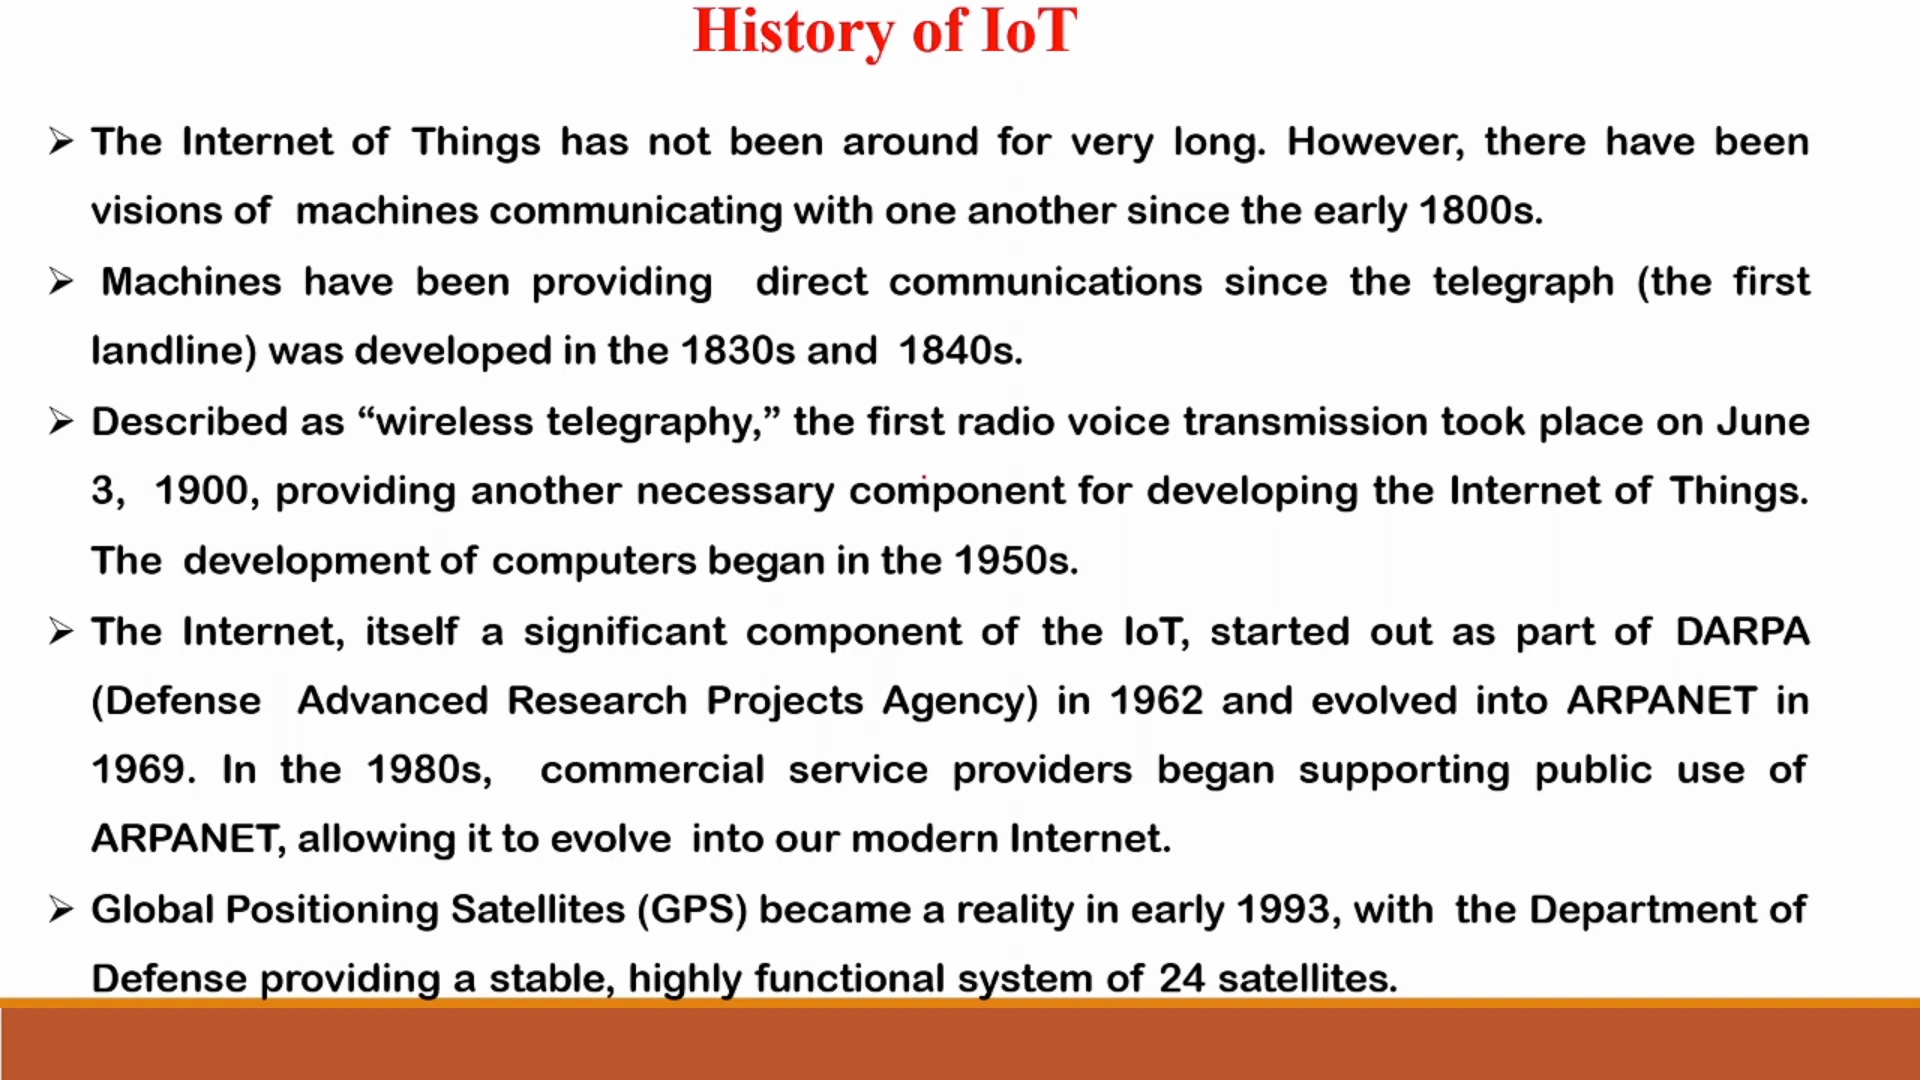 History of IoT
The Internet of Things has not been around for very long. However, there have been
visions of machines communicating with one another since the early 1800s.
Machines have been providing direct communications since the telegraph (the first
landline) was developed in the 1830s and 1840s.
Described as “wireless telegraphy,” the first radio voice transmission took place on June
3, 1900, providing another necessary component for developing the Internet of Things.
The development of computers began in the 1950s.
The Internet, itself a significant component of the IoT, started out as part of DARPA
(Defense Advanced Research Projects Agency) in 1962 and evolved into ARPANET in
1969. In the 1980s, commercial service providers began supporting public use of
ARPANET, allowing it to evolve into our modern Internet.
Global Positioning Satellites (GPS) became a reality in early 1993, with the Department of
Defense providing a stable, highly functional system of 24 satellites.